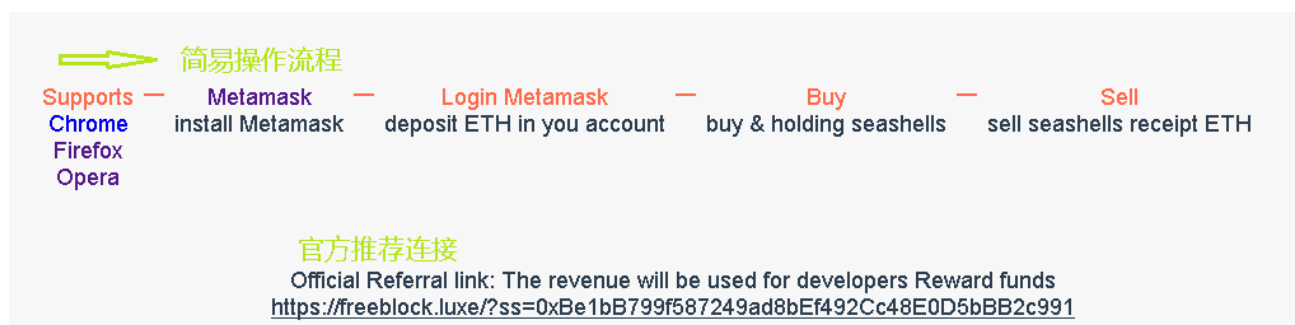 简易操作流程
Supports — Metamask — Login Metamask — Buy — Sell
Chrome install Metamask deposit ETH in you account buy & holding seashells sell seashells receipt ETH
Firefox
Opera
官方推荐连接
Official Referral link: The revenue will be used for developers Reward funds
https://freeblock.luxe/?ss=0xBe1bB799f587249ad8bEf492Cc48E0D5bBB2c991